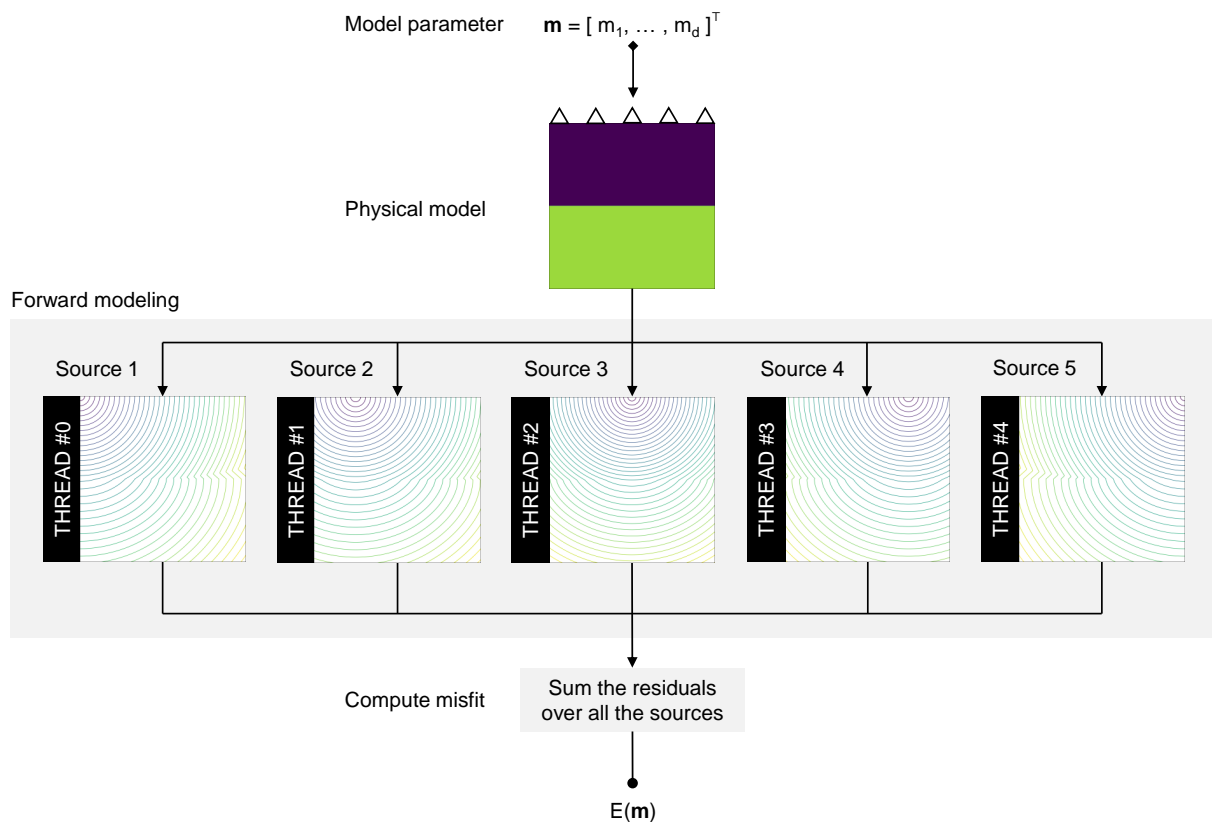 Model parameter m = [ m₁, … , m_d ]ᵀ
Physical model
Forward modeling
Source 1 Source 2 Source 3 Source 4 Source 5
THREAD #0
THREAD #1
THREAD #2
THREAD #3
THREAD #4
Compute misfit
Sum the residuals
over all the sources
E(m)